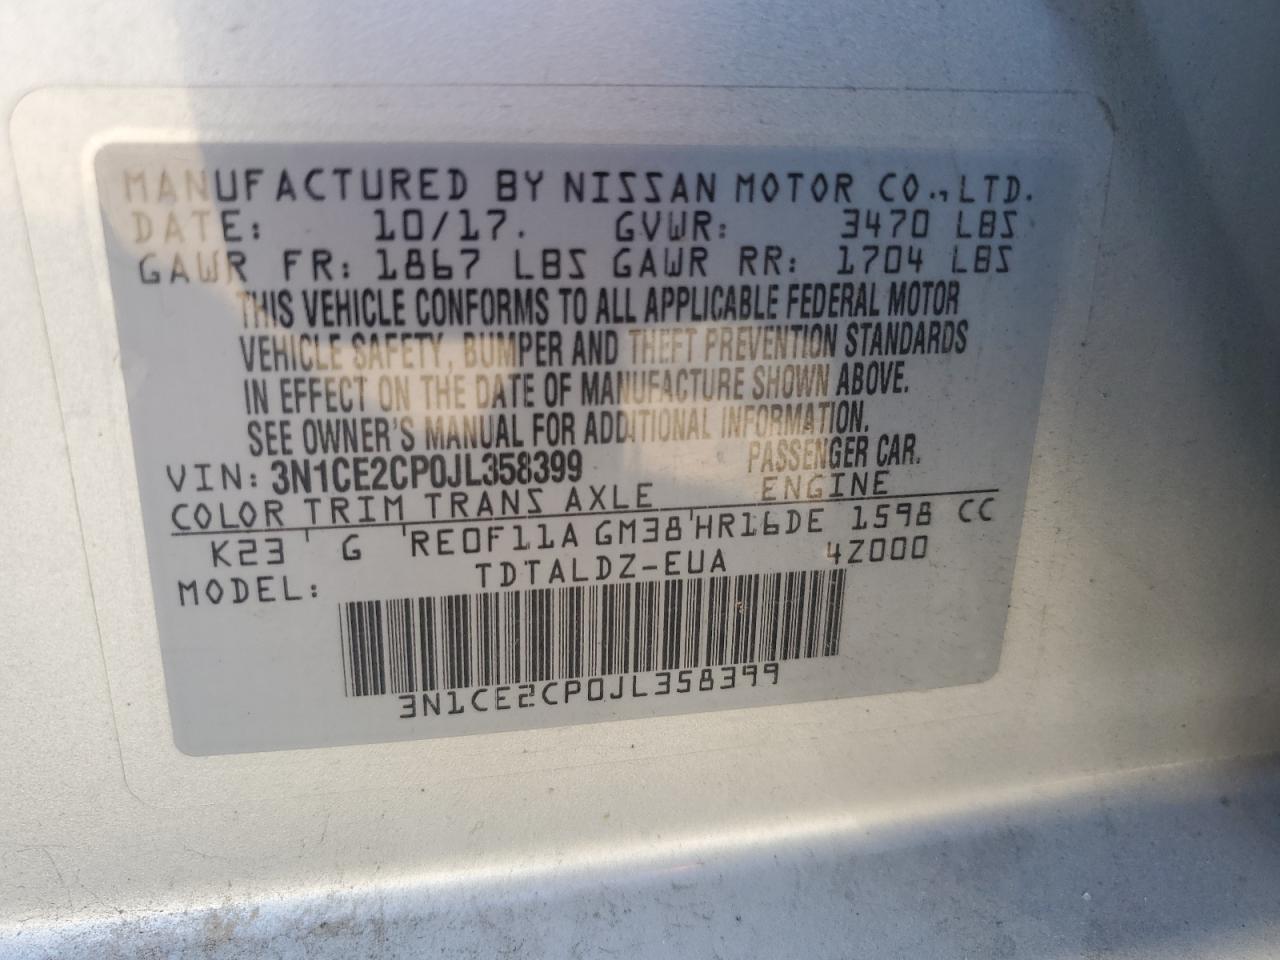 MANUFACTURED BY NISSAN MOTOR CO., LTD.
DATE: 10/17. GVWR: 3470 LBS
GAWR FR: 1867 LBS GAWR RR: 1704 LBS
THIS VEHICLE CONFORMS TO ALL APPLICABLE FEDERAL MOTOR
VEHICLE SAFETY, BUMPER AND THEFT PREVENTION STANDARDS
IN EFFECT ON THE DATE OF MANUFACTURE SHOWN ABOVE.
SEE OWNER'S MANUAL FOR ADDITIONAL INFORMATION.
VIN: 3N1CE2CP0JL358399 PASSENGER CAR.
COLOR TRIM TRANS AXLE ENGINE
K23 G RE0F11A GM38 HR16DE 1598 CC
MODEL: TDTALDZ-EUA 4Z000
3N1CE2CP0JL358399